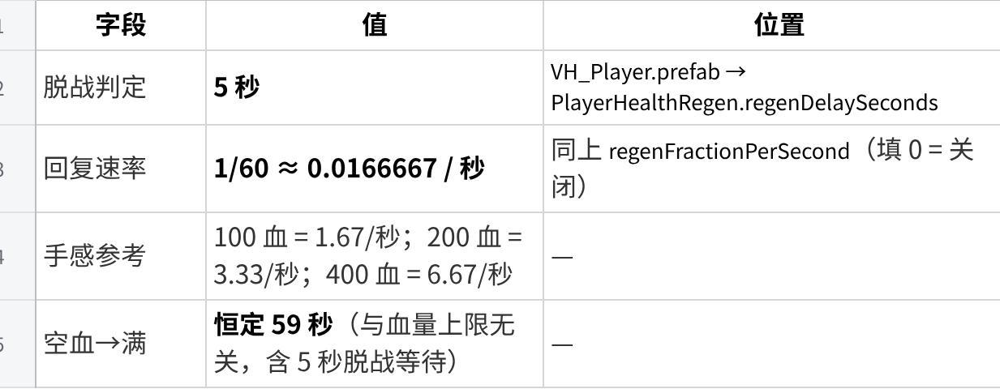 字段 值 位置
脱战判定 5 秒 VH_Player.prefab →
PlayerHealthRegen.regenDelaySeconds
回复速率 1/60 ≈ 0.0166667 / 秒 同上 regenFractionPerSecond（填 0 = 关
闭）
手感参考 100 血 = 1.67/秒；200 血 =
3.33/秒；400 血 = 6.67/秒 —
空血→满 恒定 59 秒（与血量上限无
关，含 5 秒脱战等待） —